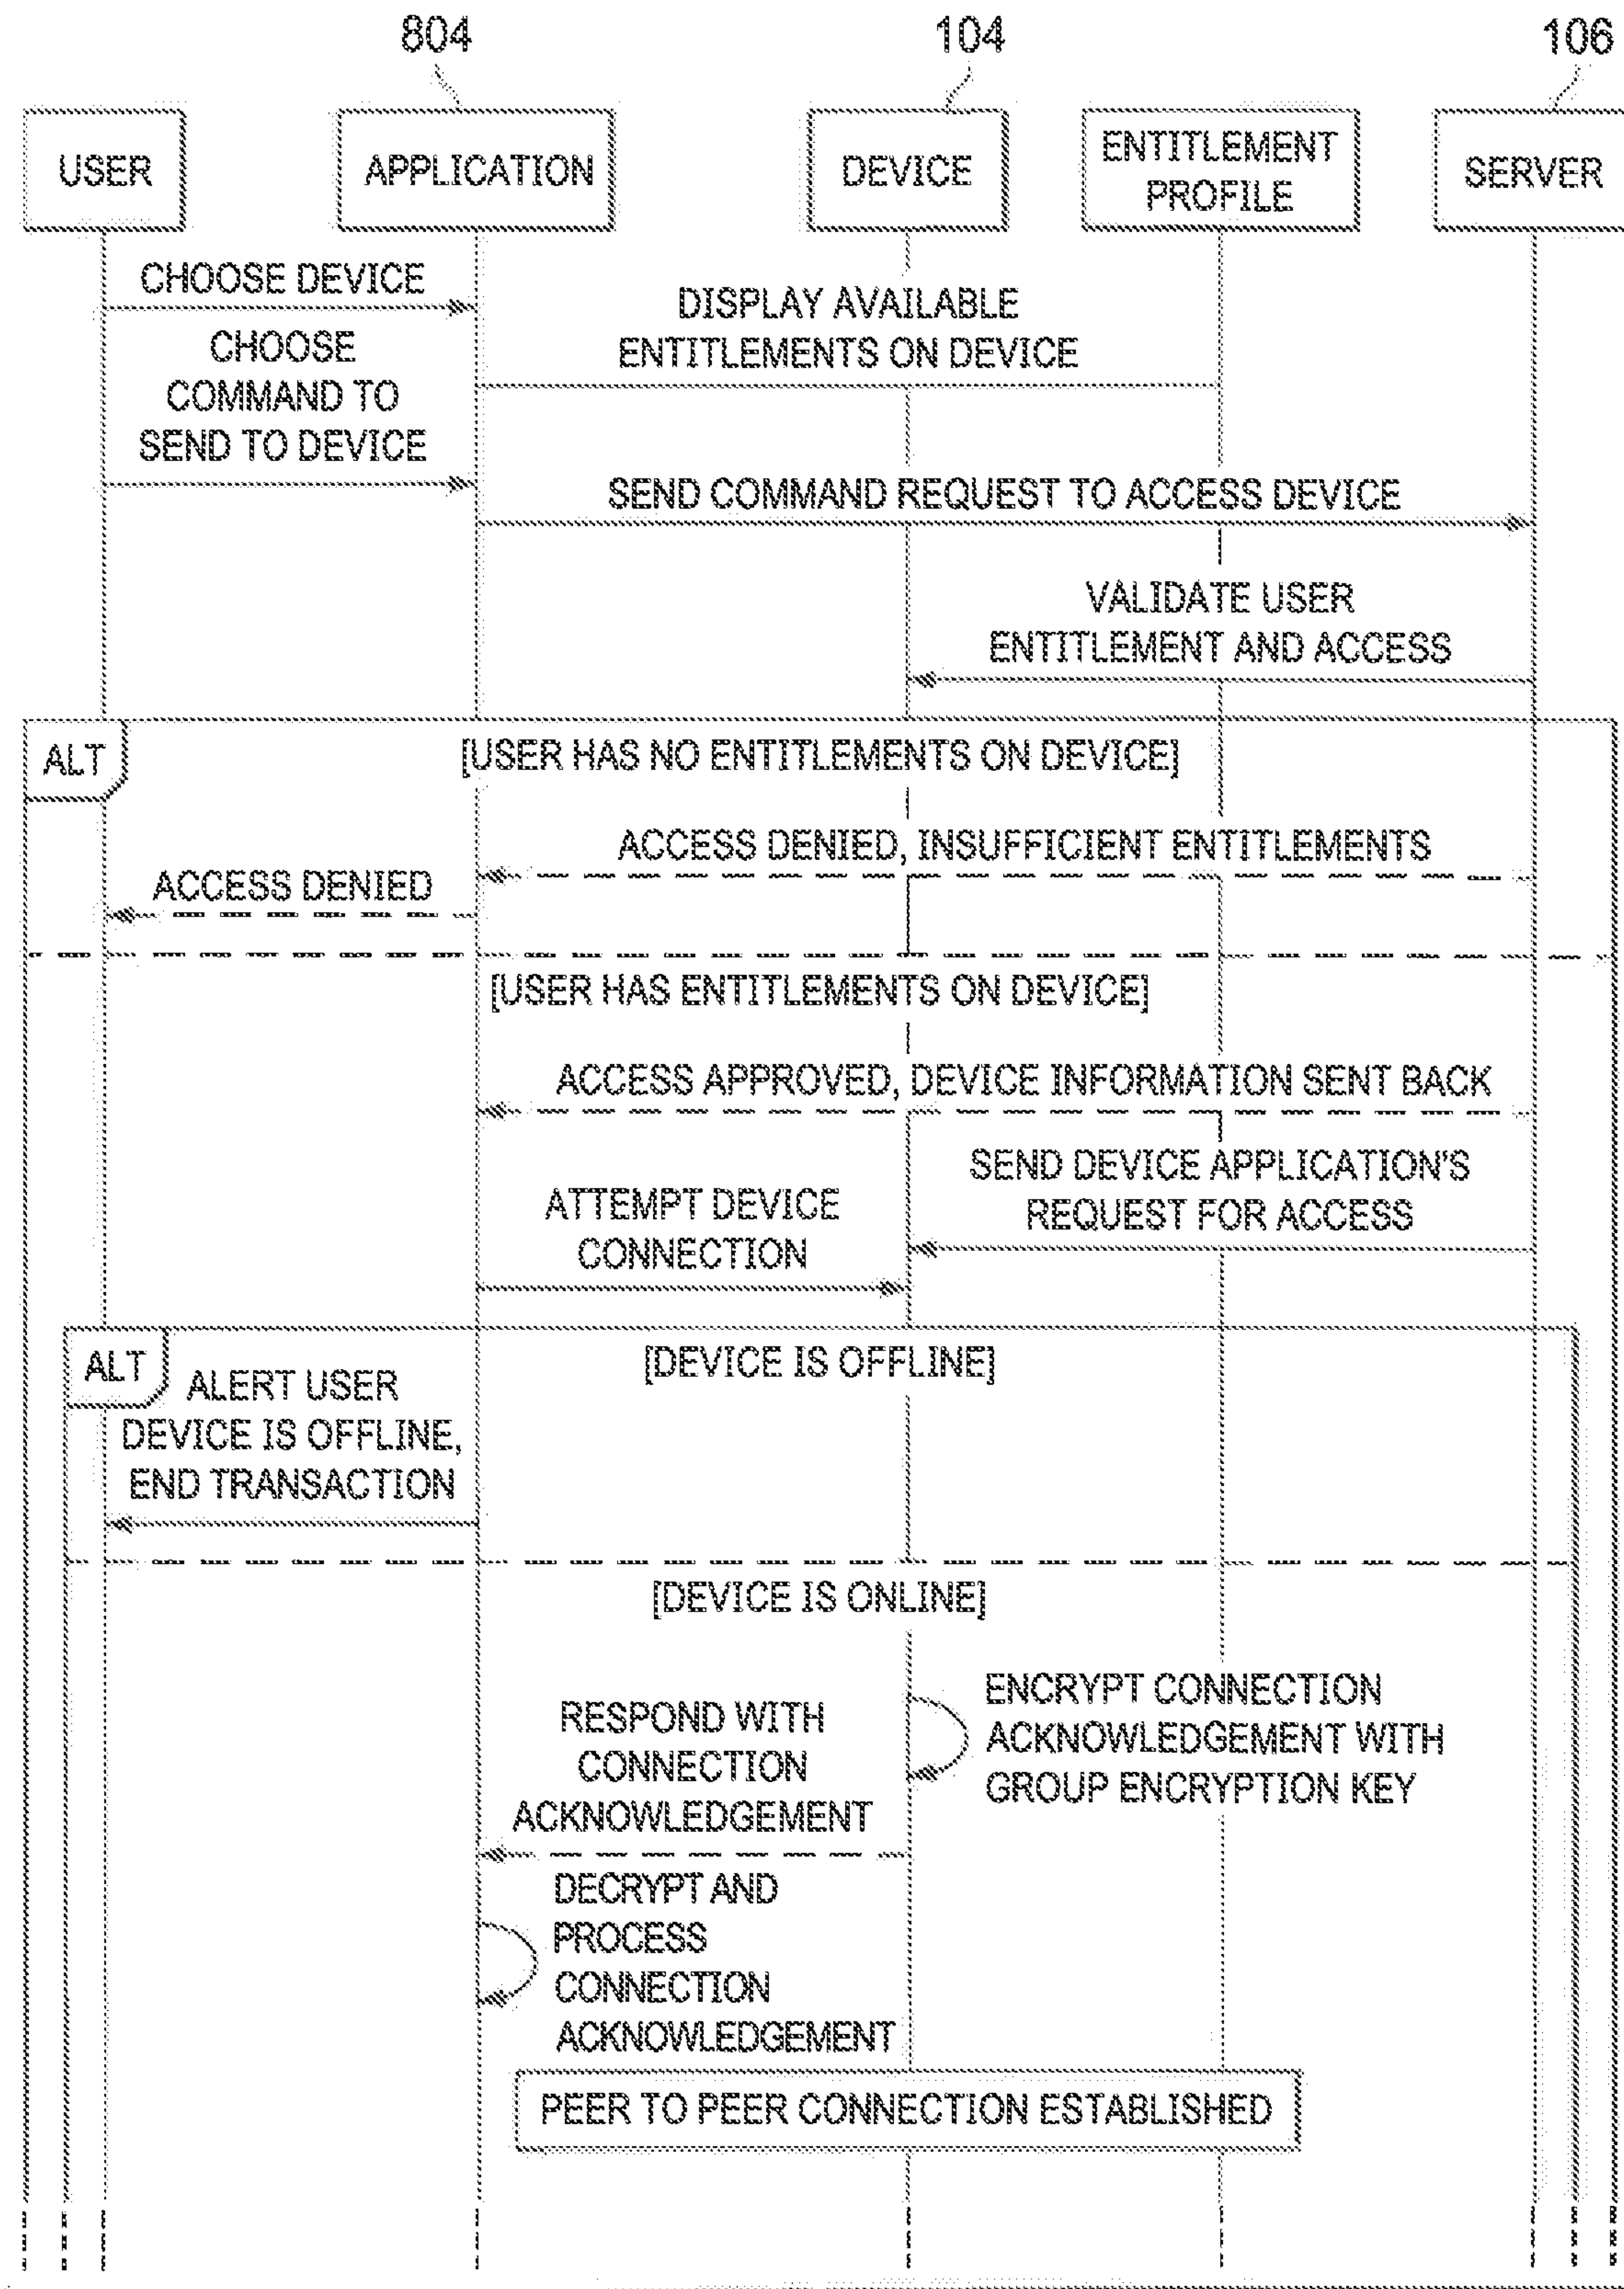 804
104
106
USER
APPLICATION
DEVICE
ENTITLEMENT
PROFILE
SERVER
CHOOSE DEVICE
DISPLAY AVAILABLE
ENTITLEMENTS ON DEVICE
CHOOSE
COMMAND TO
SEND TO DEVICE
SEND COMMAND REQUEST TO ACCESS DEVICE
VALIDATE USER
ENTITLEMENT AND ACCESS
ALT
[USER HAS NO ENTITLEMENTS ON DEVICE]
ACCESS DENIED, INSUFFICIENT ENTITLEMENTS
ACCESS DENIED
[USER HAS ENTITLEMENTS ON DEVICE]
ACCESS APPROVED, DEVICE INFORMATION SENT BACK
SEND DEVICE APPLICATION'S
REQUEST FOR ACCESS
ATTEMPT DEVICE
CONNECTION
ALT
[DEVICE IS OFFLINE]
ALERT USER
DEVICE IS OFFLINE,
END TRANSACTION
[DEVICE IS ONLINE]
ENCRYPT CONNECTION
ACKNOWLEDGEMENT WITH
GROUP ENCRYPTION KEY
RESPOND WITH
CONNECTION
ACKNOWLEDGEMENT
DECRYPT AND
PROCESS
CONNECTION
ACKNOWLEDGEMENT
PEER TO PEER CONNECTION ESTABLISHED